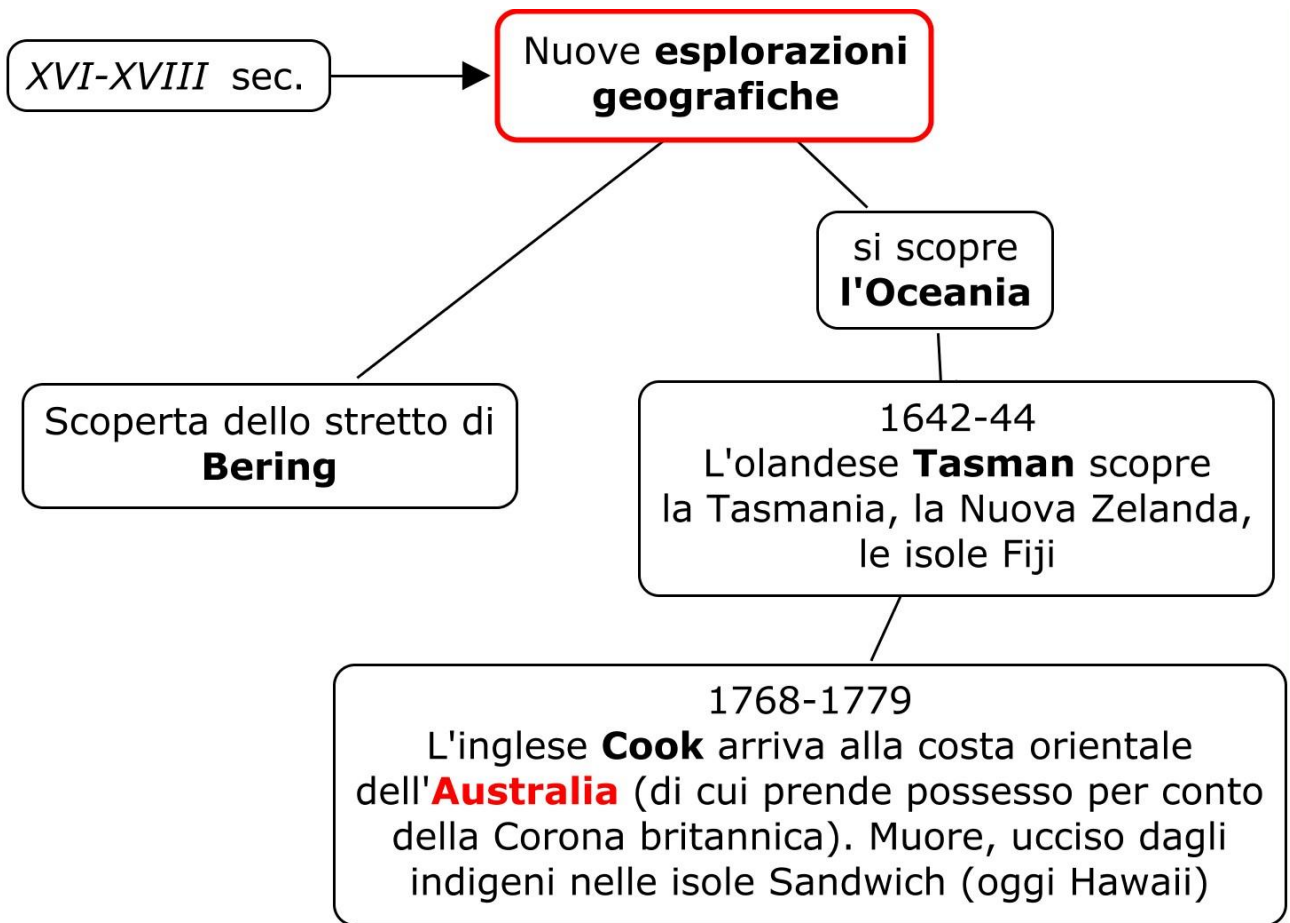 XVI-XVIII sec.
Nuove esplorazioni
geografiche
si scopre
l'Oceania
Scoperta dello stretto di
Bering
1642-44
L'olandese Tasman scopre
la Tasmania, la Nuova Zelanda,
le isole Fiji
1768-1779
L'inglese Cook arriva alla costa orientale
dell'Australia (di cui prende possesso per conto
della Corona britannica). Muore, ucciso dagli
indigeni nelle isole Sandwich (oggi Hawaii)